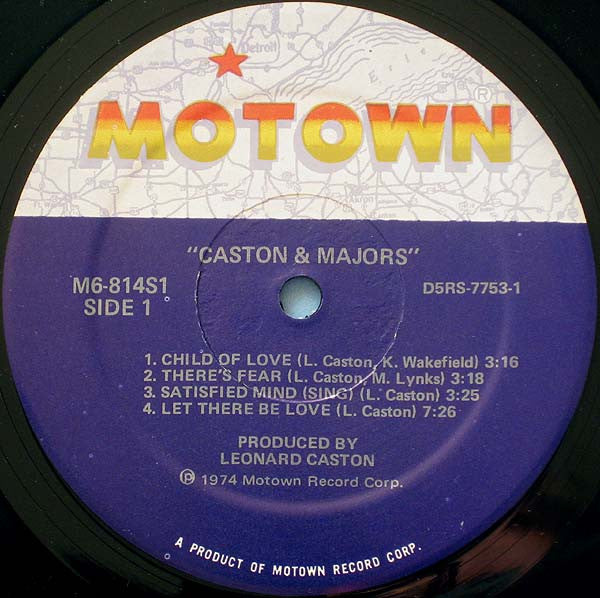 Detroit
Erie
MOTOWN®
Akron
"CASTON & MAJORS"
M6-814S1
SIDE 1
D5RS-7753-1
1. CHILD OF LOVE (L. Caston, K. Wakefield) 3:16
2. THERE'S FEAR (L. Caston, M. Lynks) 3:18
3. SATISFIED MIND (SING) (L. Caston) 3:25
4. LET THERE BE LOVE (L. Caston) 7:26
PRODUCED BY
LEONARD CASTON
℗ 1974 Motown Record Corp.
A PRODUCT OF MOTOWN RECORD CORP.